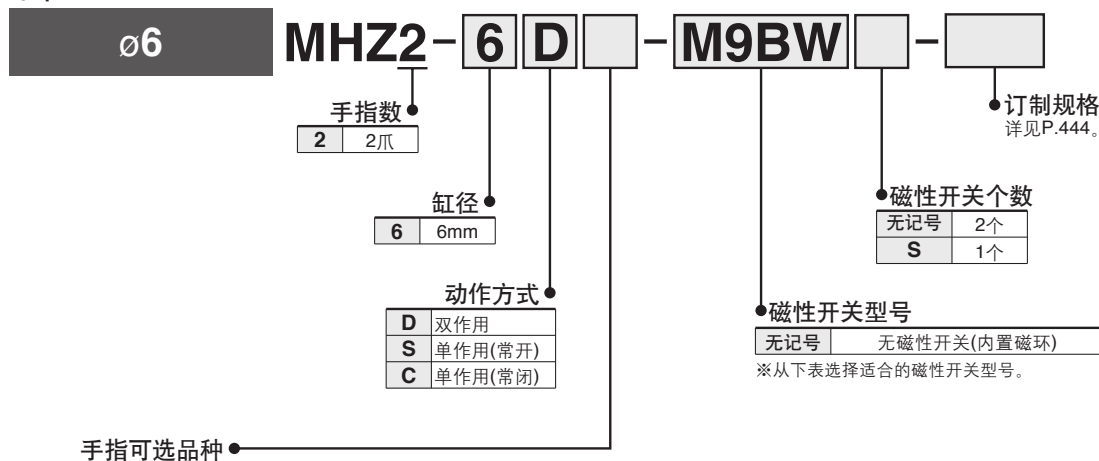 ø6
MHZ2-6D□-M9BW□-□
手指数
2 2爪
缸径
6 6mm
动作方式
D 双作用
S 单作用(常开)
C 单作用(常闭)
手指可选品种
订制规格
详见P.444。
磁性开关个数
无记号 2个
S 1个
磁性开关型号
无记号 无磁性开关(内置磁环)
※从下表选择适合的磁性开关型号。